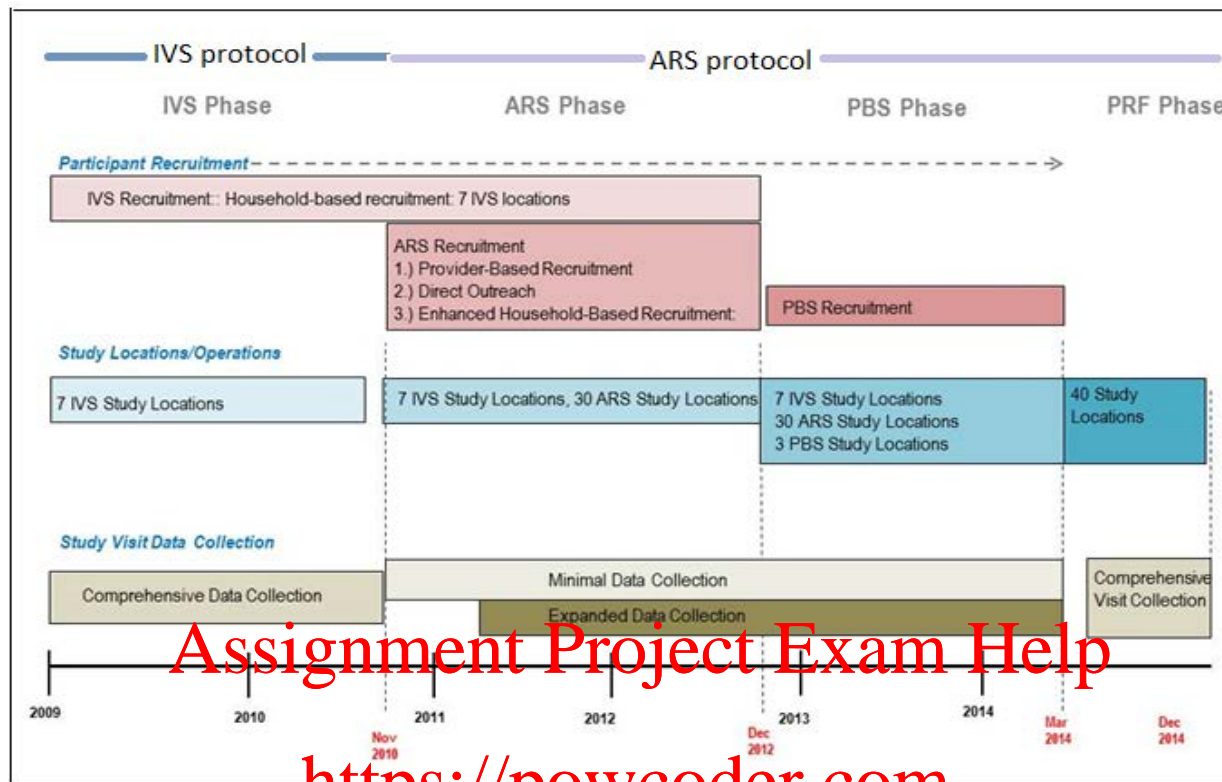 IVS protocol
ARS protocol
IVS Phase
ARS Phase
PBS Phase
PRF Phase
Participant Recruitment
IVS Recruitment:: Household-based recruitment: 7 IVS locations
ARS Recruitment
1.) Provider-Based Recruitment
2.) Direct Outreach
3.) Enhanced Household-Based Recruitment:
PBS Recruitment
Study Locations/Operations
7 IVS Study Locations
7 IVS Study Locations, 30 ARS Study Locations
7 IVS Study Locations
30 ARS Study Locations
3 PBS Study Locations
40 Study
Locations
Study Visit Data Collection
Comprehensive Data Collection
Minimal Data Collection
Expanded Data Collection
Comprehensive
Visit Collection
Assignment Project Exam Help
2009
2010
2011
2012
2013
2014
Nov
2010
Dec
2012
Mar
2014
Dec
2014
https://powcoder.com